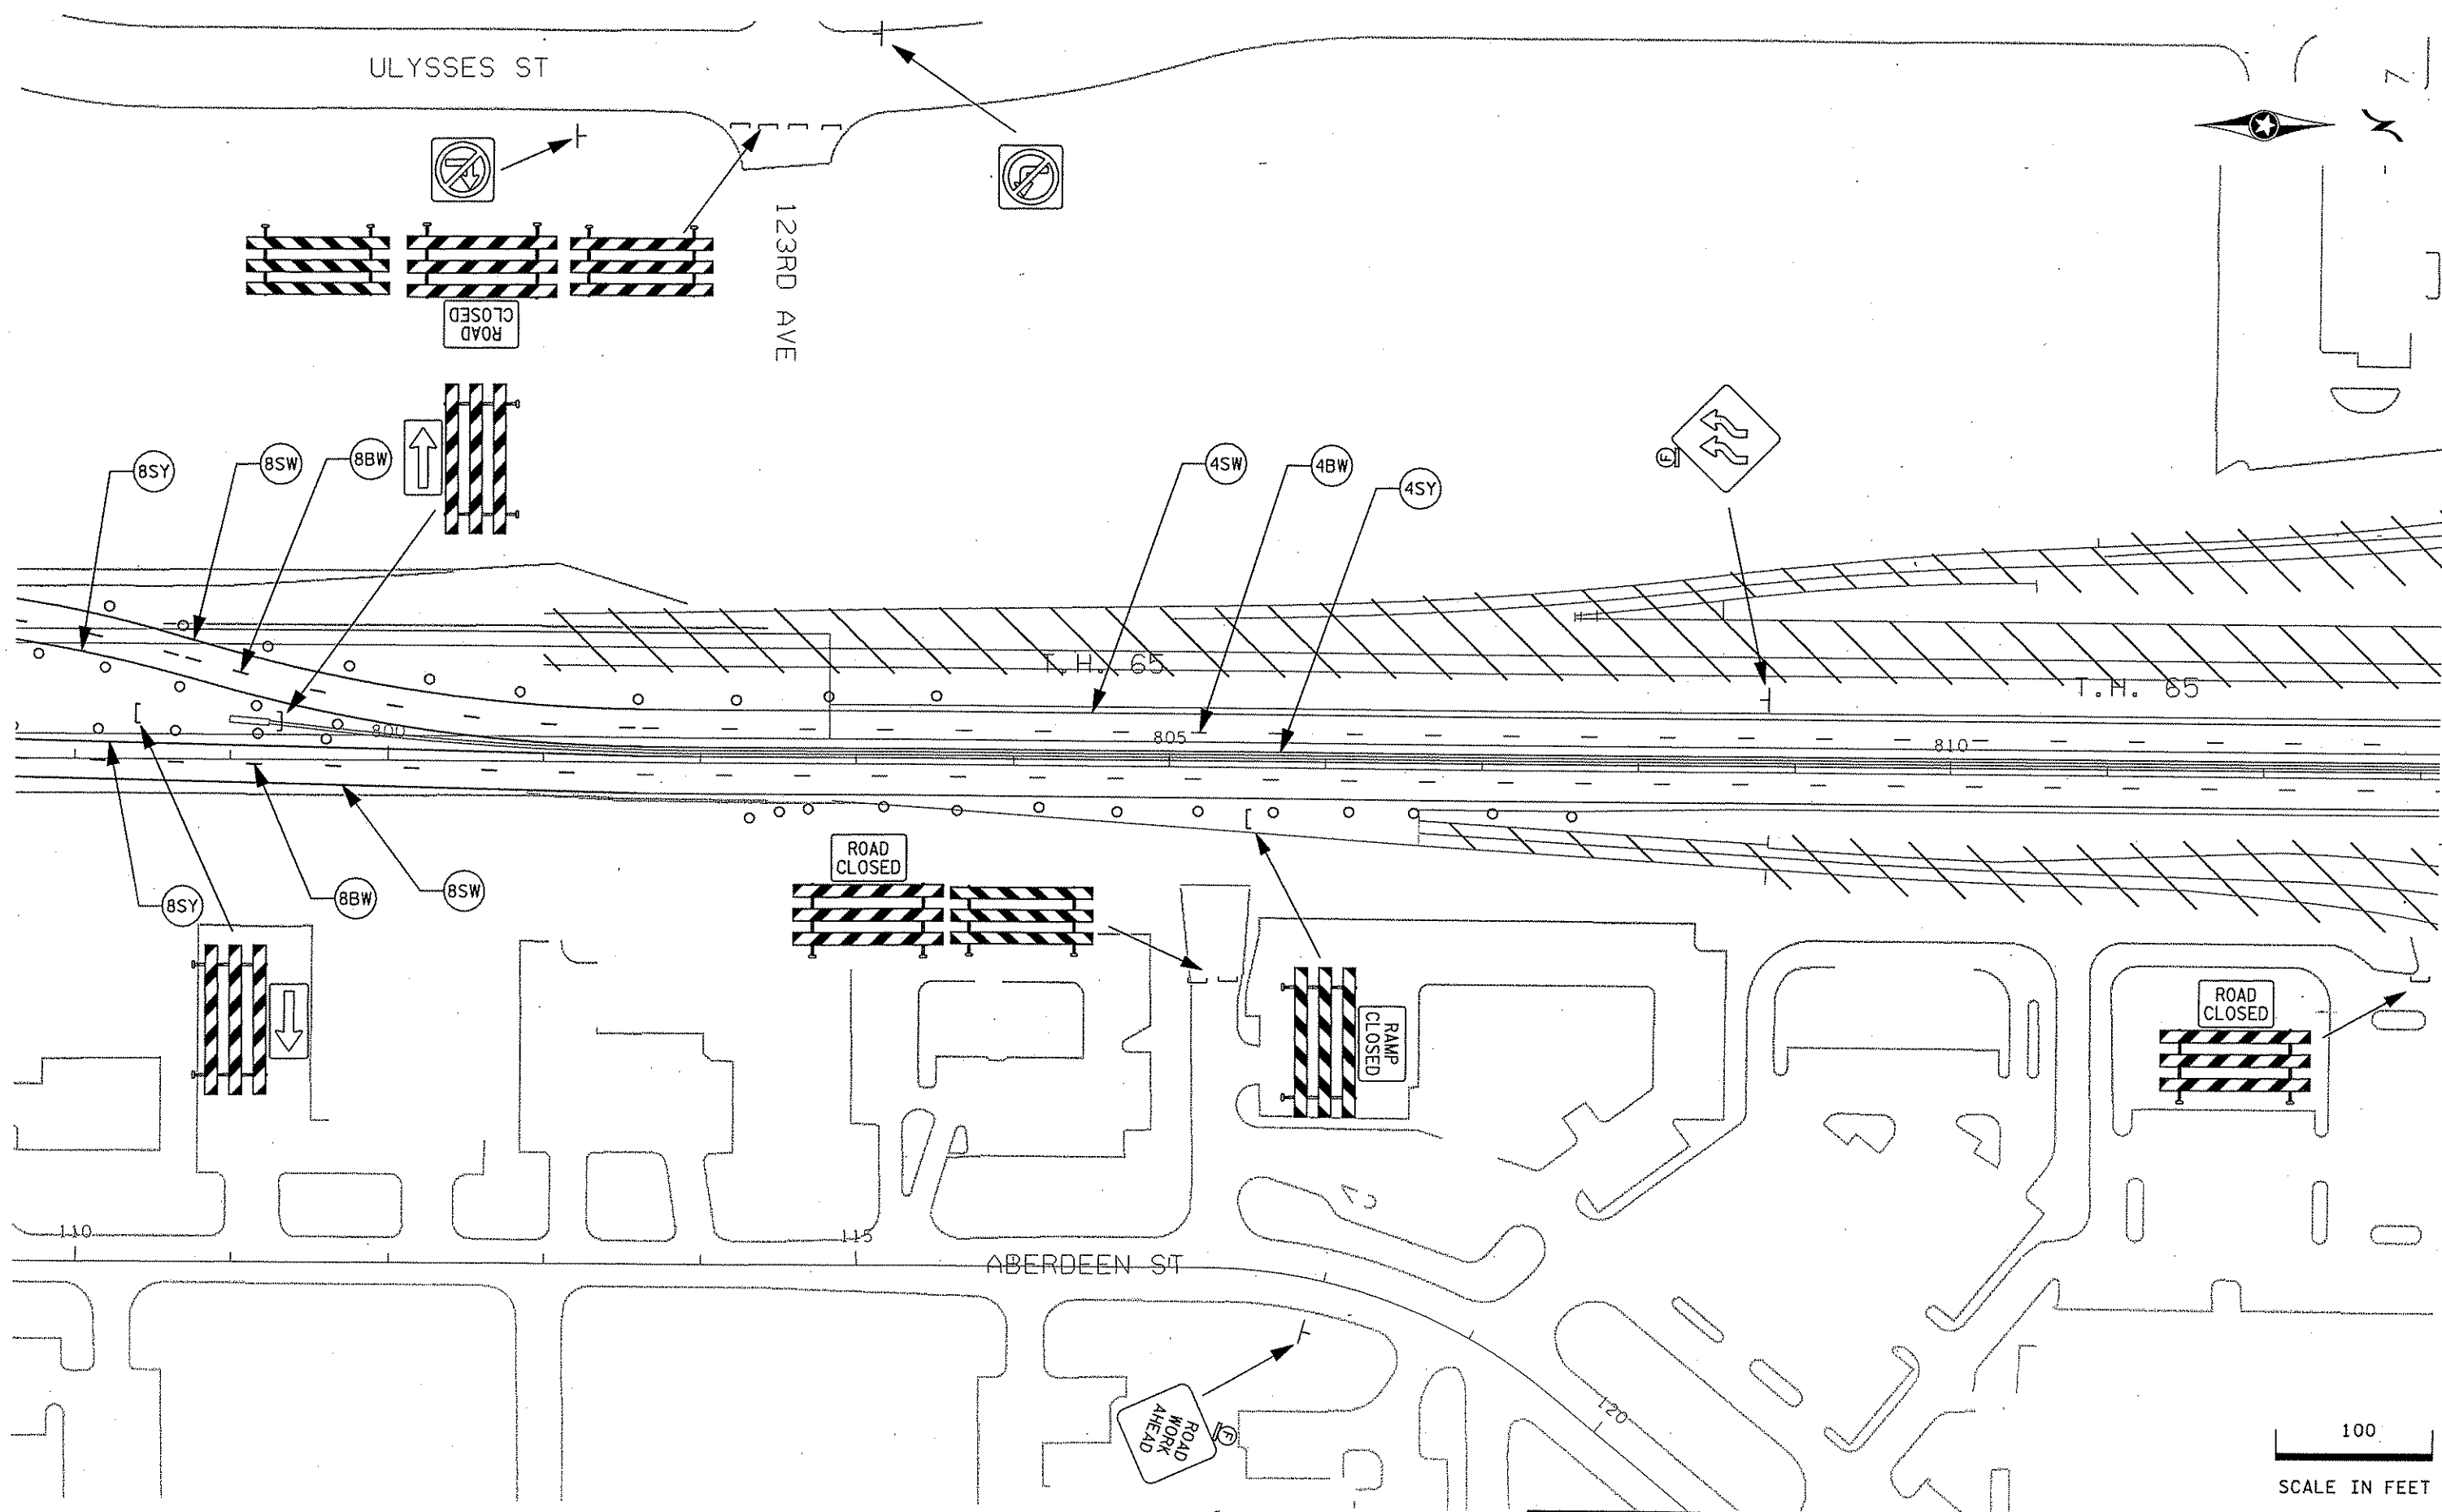 ULYSSES ST
N
123RD AVE
ROAD
CLOSED
8SY
8SW
8BW
4SW
4BW
4SY
F
T.H. 65
T.H. 65
800
805
810
8SY
8BW
8SW
ROAD
CLOSED
RAMP
CLOSED
ROAD
CLOSED
110
115
ABERDEEN ST
120
ROAD
WORK
AHEAD
F
100
SCALE IN FEET